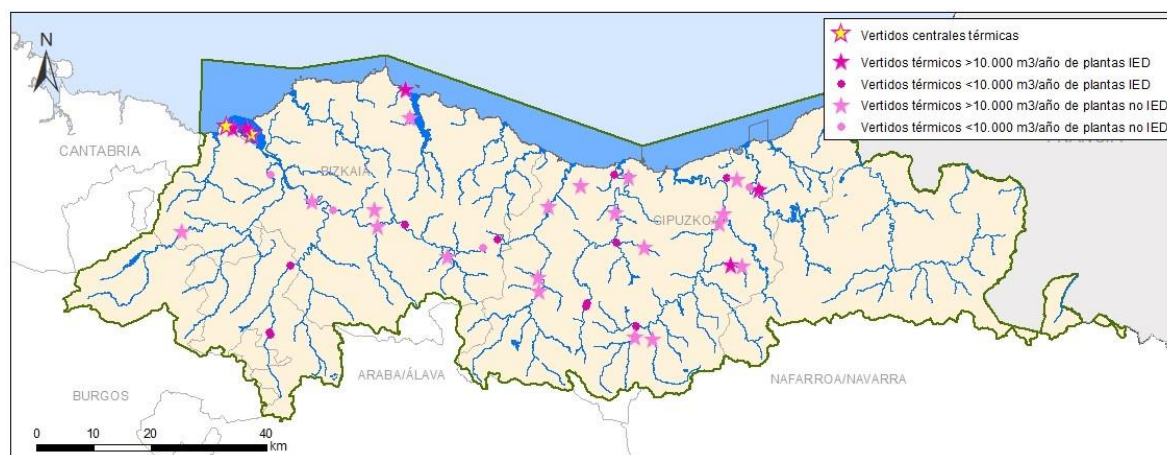 Vertidos centrales térmicas
Vertidos térmicos >10.000 m3/año de plantas IED
Vertidos térmicos <10.000 m3/año de plantas IED
Vertidos térmicos >10.000 m3/año de plantas no IED
Vertidos térmicos <10.000 m3/año de plantas no IED
N
CANTABRIA
BIZKAIA
GIPUZKOA
ARABA/ÁLAVA
NAFARROA/NAVARRA
BURGOS
0 10 20 40
km